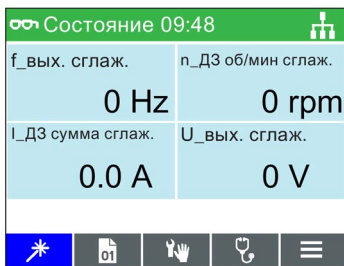 Состояние 09:48
f_вых. сглаж.
n_ДЗ об/мин сглаж.
0 Hz
0 rpm
I_ДЗ сумма сглаж.
U_вых. сглаж.
0.0 A
0 V
01